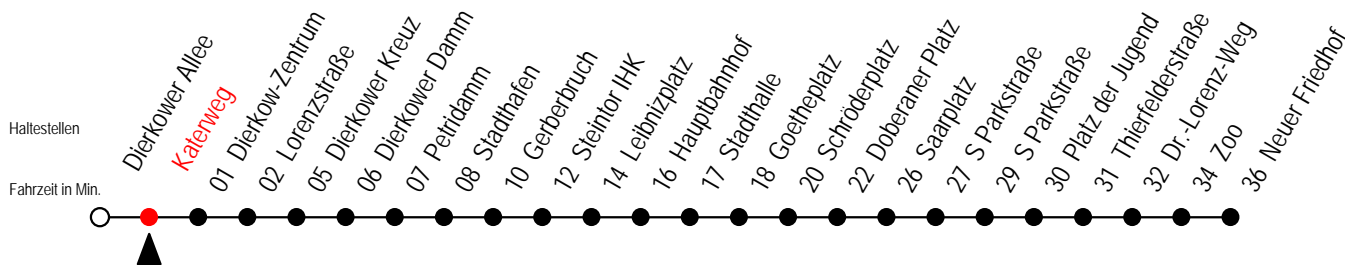 Haltestellen
Fahrzeit in Min.
Dierkower Allee
Katerweg
01 Dierkow-Zentrum
02 Lorenzstraße
05 Dierkower Kreuz
06 Dierkower Damm
07 Petridamm
08 Stadthafen
10 Gerberbruch
12 Steintor IHK
14 Leibnizplatz
16 Hauptbahnhof
17 Stadthalle
18 Goetheplatz
20 Schröderplatz
22 Doberaner Platz
26 Saarplatz
27 S Parkstraße
29 S Parkstraße
30 Platz der Jugend
31 Thierfelderstraße
32 Dr.-Lorenz-Weg
34 Zoo
36 Neuer Friedhof